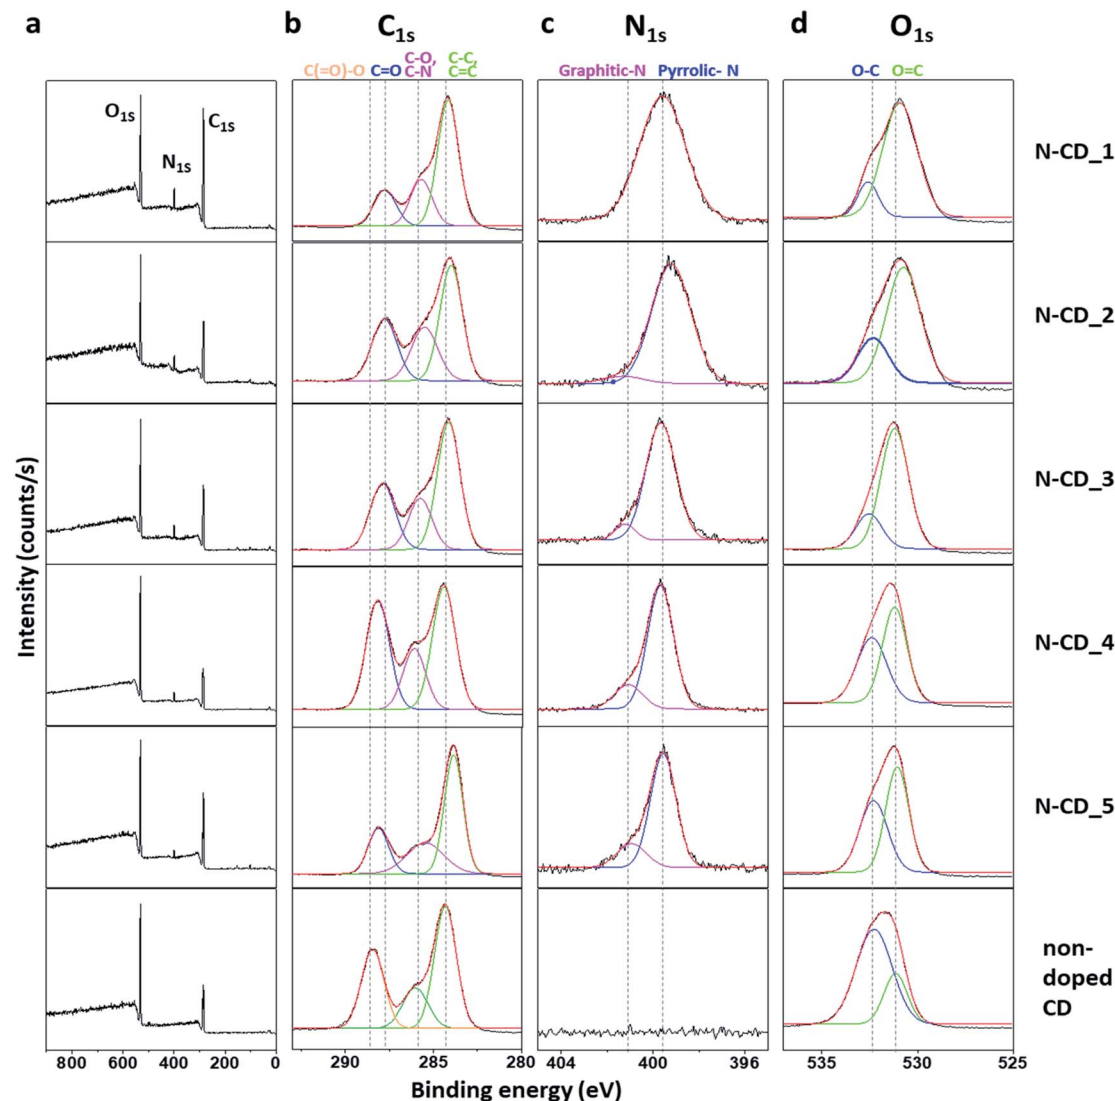 a
b
C1s
c
N1s
d
O1s
C(=O)-O
C=O
C-O,
C-N
C-C,
C=C
Graphitic-N
Pyrrolic- N
O-C
O=C
O1s
N1s
C1s
N-CD_1
N-CD_2
N-CD_3
N-CD_4
N-CD_5
non-
doped
CD
Intensity (counts/s)
800 600 400 200 0
290 285 280
404 400 396
535 530 525
Binding energy (eV)